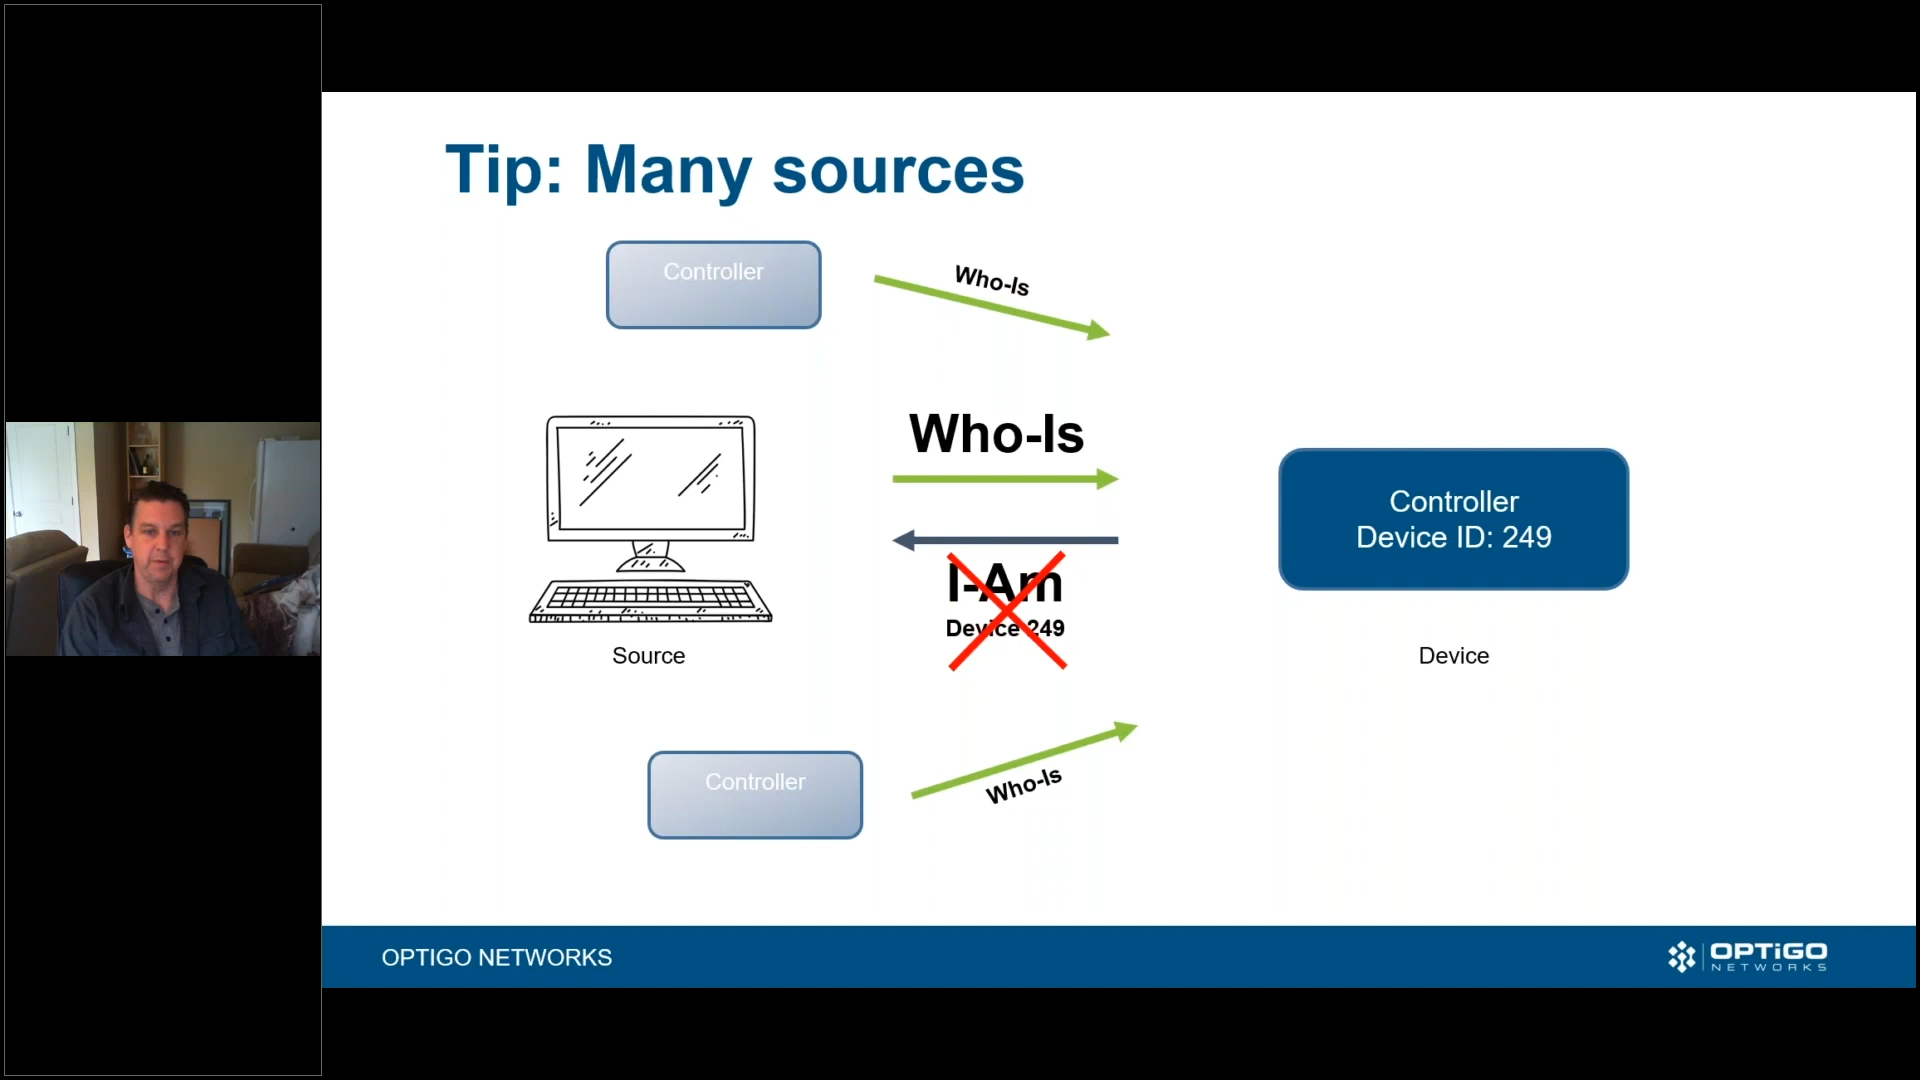 Tip: Many sources
Controller
Who-Is
Who-Is
Controller
Device ID: 249
I-Am
Device 249
Source
Device
Controller
Who-Is
OPTIGO NETWORKS
OPTiGO
NETWORKS